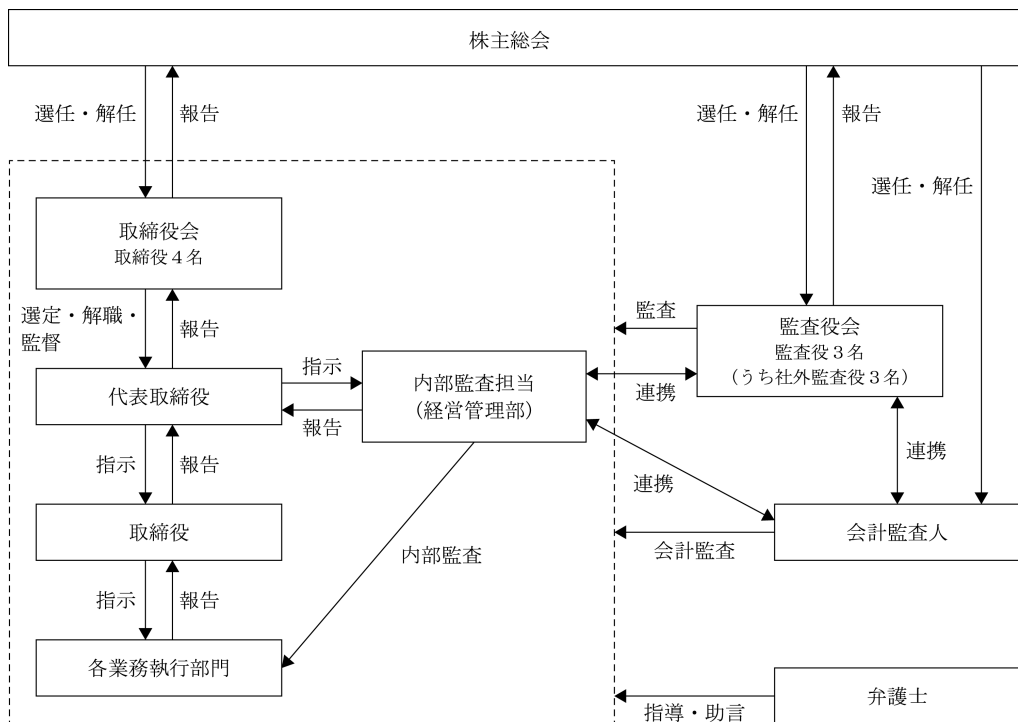 株主総会
選任・解任
報告
選任・解任
報告
選任・解任
取締役会
取締役4名
選定・解職・
監督
報告
監査
監査役会
監査役3名
(うち社外監査役3名)
代表取締役
指示
報告
内部監査担当
(経営管理部)
連携
連携
連携
指示
報告
取締役
内部監査
会計監査
会計監査人
指示
報告
各業務執行部門
指導・助言
弁護士